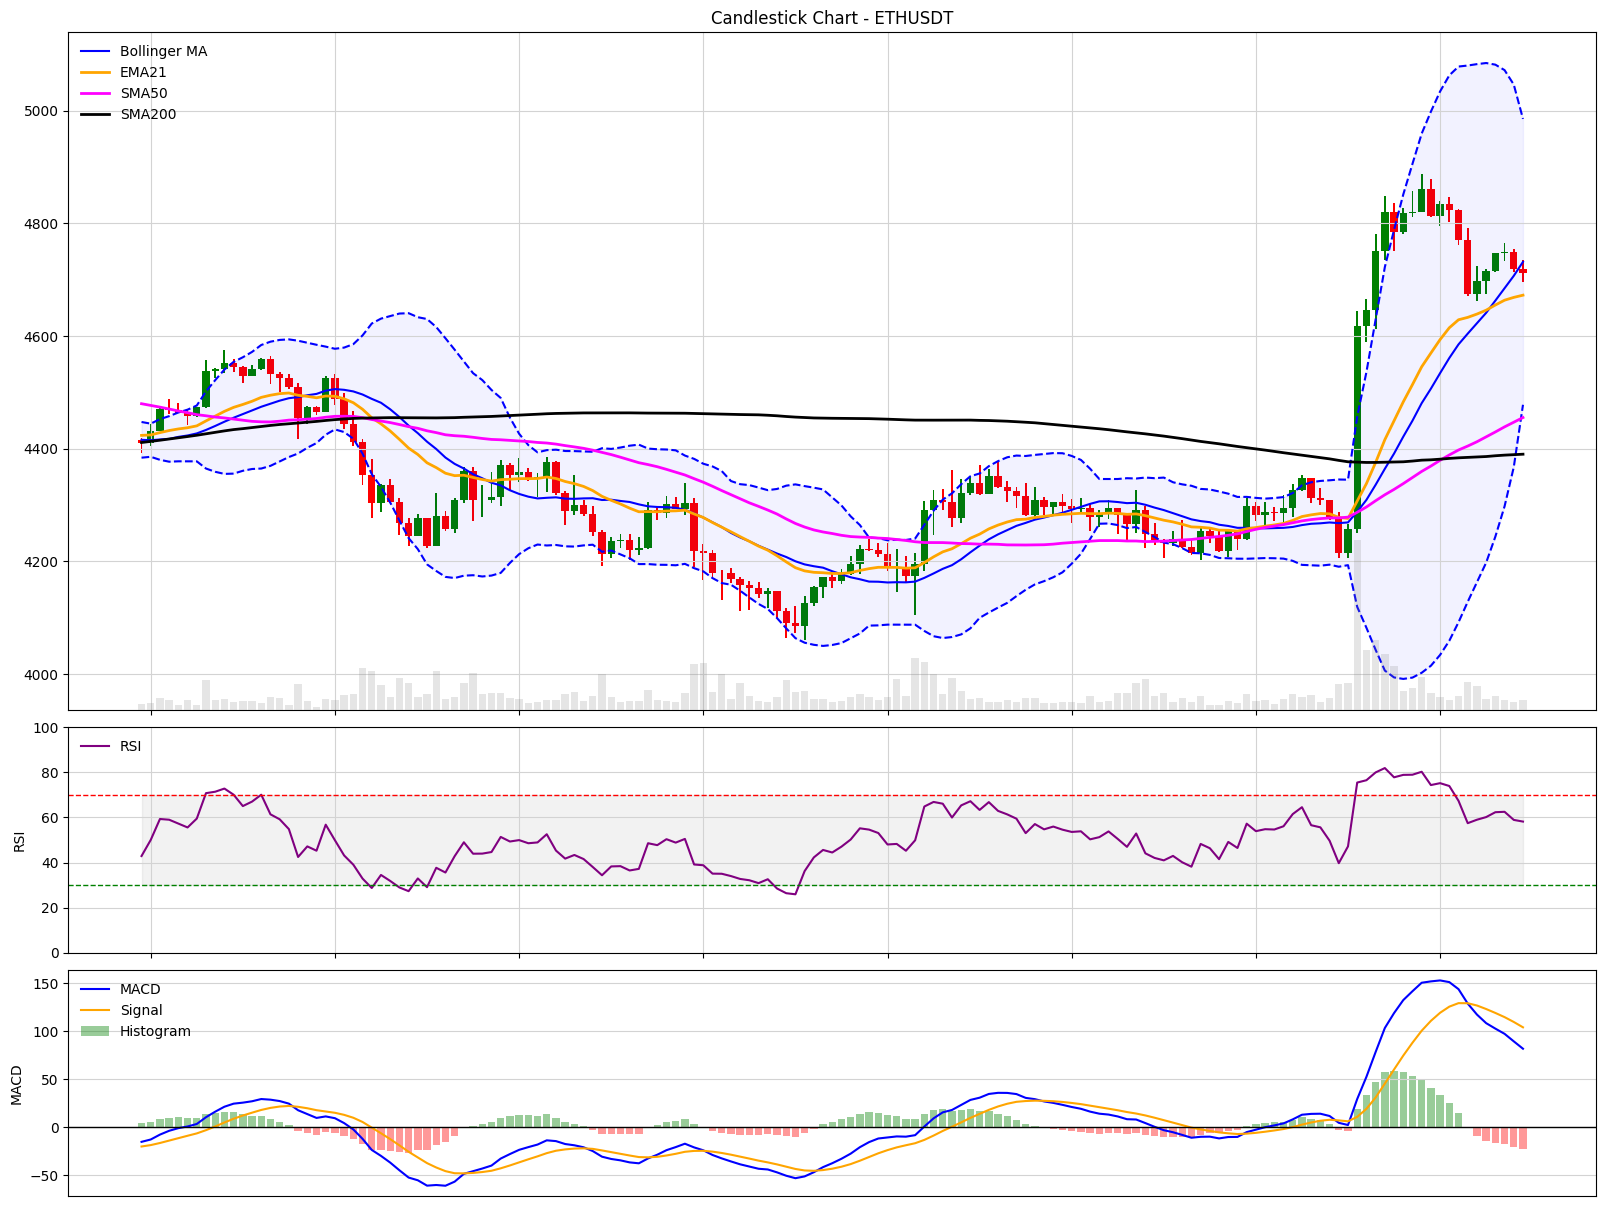 Candlestick Chart - ETHUSDT
Bollinger MA
EMA21
SMA50
SMA200
5000
4800
4600
4400
4200
4000
100
80
60
40
20
0
RSI
RSI
150
100
50
0
−50
MACD
MACD
Signal
Histogram